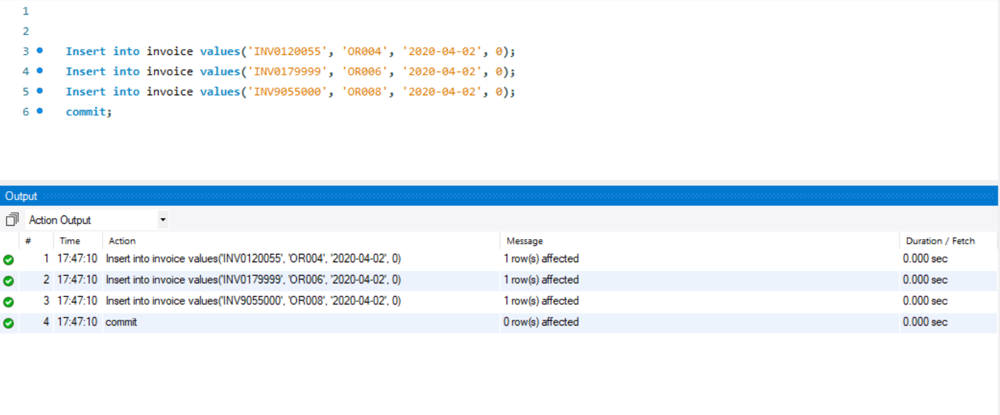 1
2
3 Insert into invoice values('INV0120055', 'OR004', '2020-04-02', 0);
4 Insert into invoice values('INV0179999', 'OR006', '2020-04-02', 0);
5 Insert into invoice values('INV9055000', 'OR008', '2020-04-02', 0);
6 commit;
Output
Action Output
# Time Action Message Duration / Fetch
1 17:47:10 Insert into invoice values('INV0120055', 'OR004', '2020-04-02', 0) 1 row(s) affected 0.000 sec
2 17:47:10 Insert into invoice values('INV0179999', 'OR006', '2020-04-02', 0) 1 row(s) affected 0.000 sec
3 17:47:10 Insert into invoice values('INV9055000', 'OR008', '2020-04-02', 0) 1 row(s) affected 0.000 sec
4 17:47:10 commit 0 row(s) affected 0.000 sec